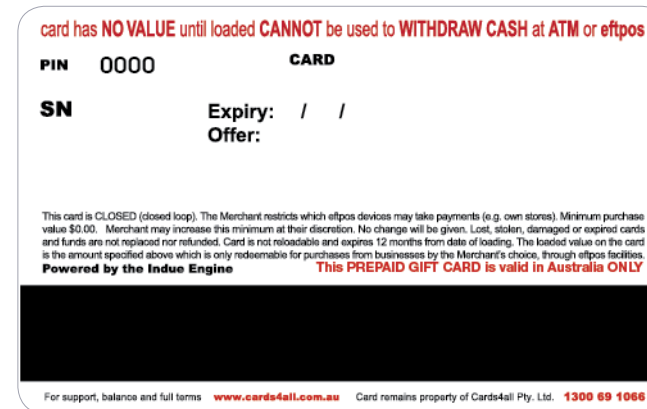 card has NO VALUE until loaded CANNOT be used to WITHDRAW CASH at ATM or eftpos
PIN 0000 CARD
SN Expiry: / /
Offer:
This card is CLOSED (closed loop). The Merchant restricts which eftpos devices may take payments (e.g. own stores). Minimum purchase
value $0.00. Merchant may increase this minimum at their discretion. No change will be given. Lost, stolen, damaged or expired cards
and funds are not replaced nor refunded. Card is not reloadable and expires 12 months from date of loading. The loaded value on the card
is the amount specified above which is only redeemable for purchases from businesses by the Merchant's choice, through eftpos facilities.
Powered by the Indue Engine This PREPAID GIFT CARD is valid in Australia ONLY
For support, balance and full terms www.cards4all.com.au Card remains property of Cards4all Pty. Ltd. 1300 69 1066